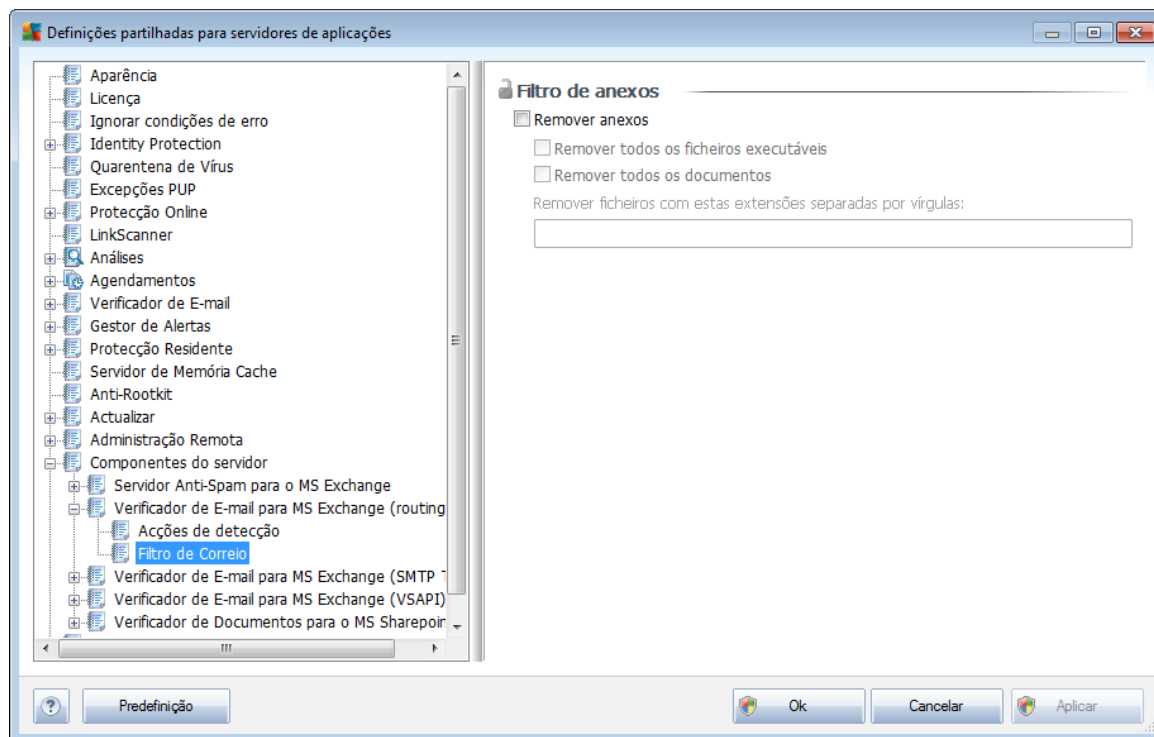 Definições partilhadas para servidores de aplicações
Aparência
Licença
Ignorar condições de erro
Identity Protection
Quarentena de Vírus
Excepções PUP
Protecção Online
LinkScanner
Análises
Agendamentos
Verificador de E-mail
Gestor de Alertas
Protecção Residente
Servidor de Memória Cache
Anti-Rootkit
Actualizar
Administração Remota
Componentes do servidor
Servidor Anti-Spam para o MS Exchange
Verificador de E-mail para MS Exchange (routing
Acções de detecção
Filtro de Correio
Verificador de E-mail para MS Exchange (SMTP
Verificador de E-mail para MS Exchange (VSAPI)
Verificador de Documentos para o MS
Filtro de anexos
Remover anexos
Remover todos os ficheiros executáveis
Remover todos os documentos
Remover ficheiros com estas extensões separadas por vírgulas:
?
Predefinição
Ok
Cancelar
Aplicar